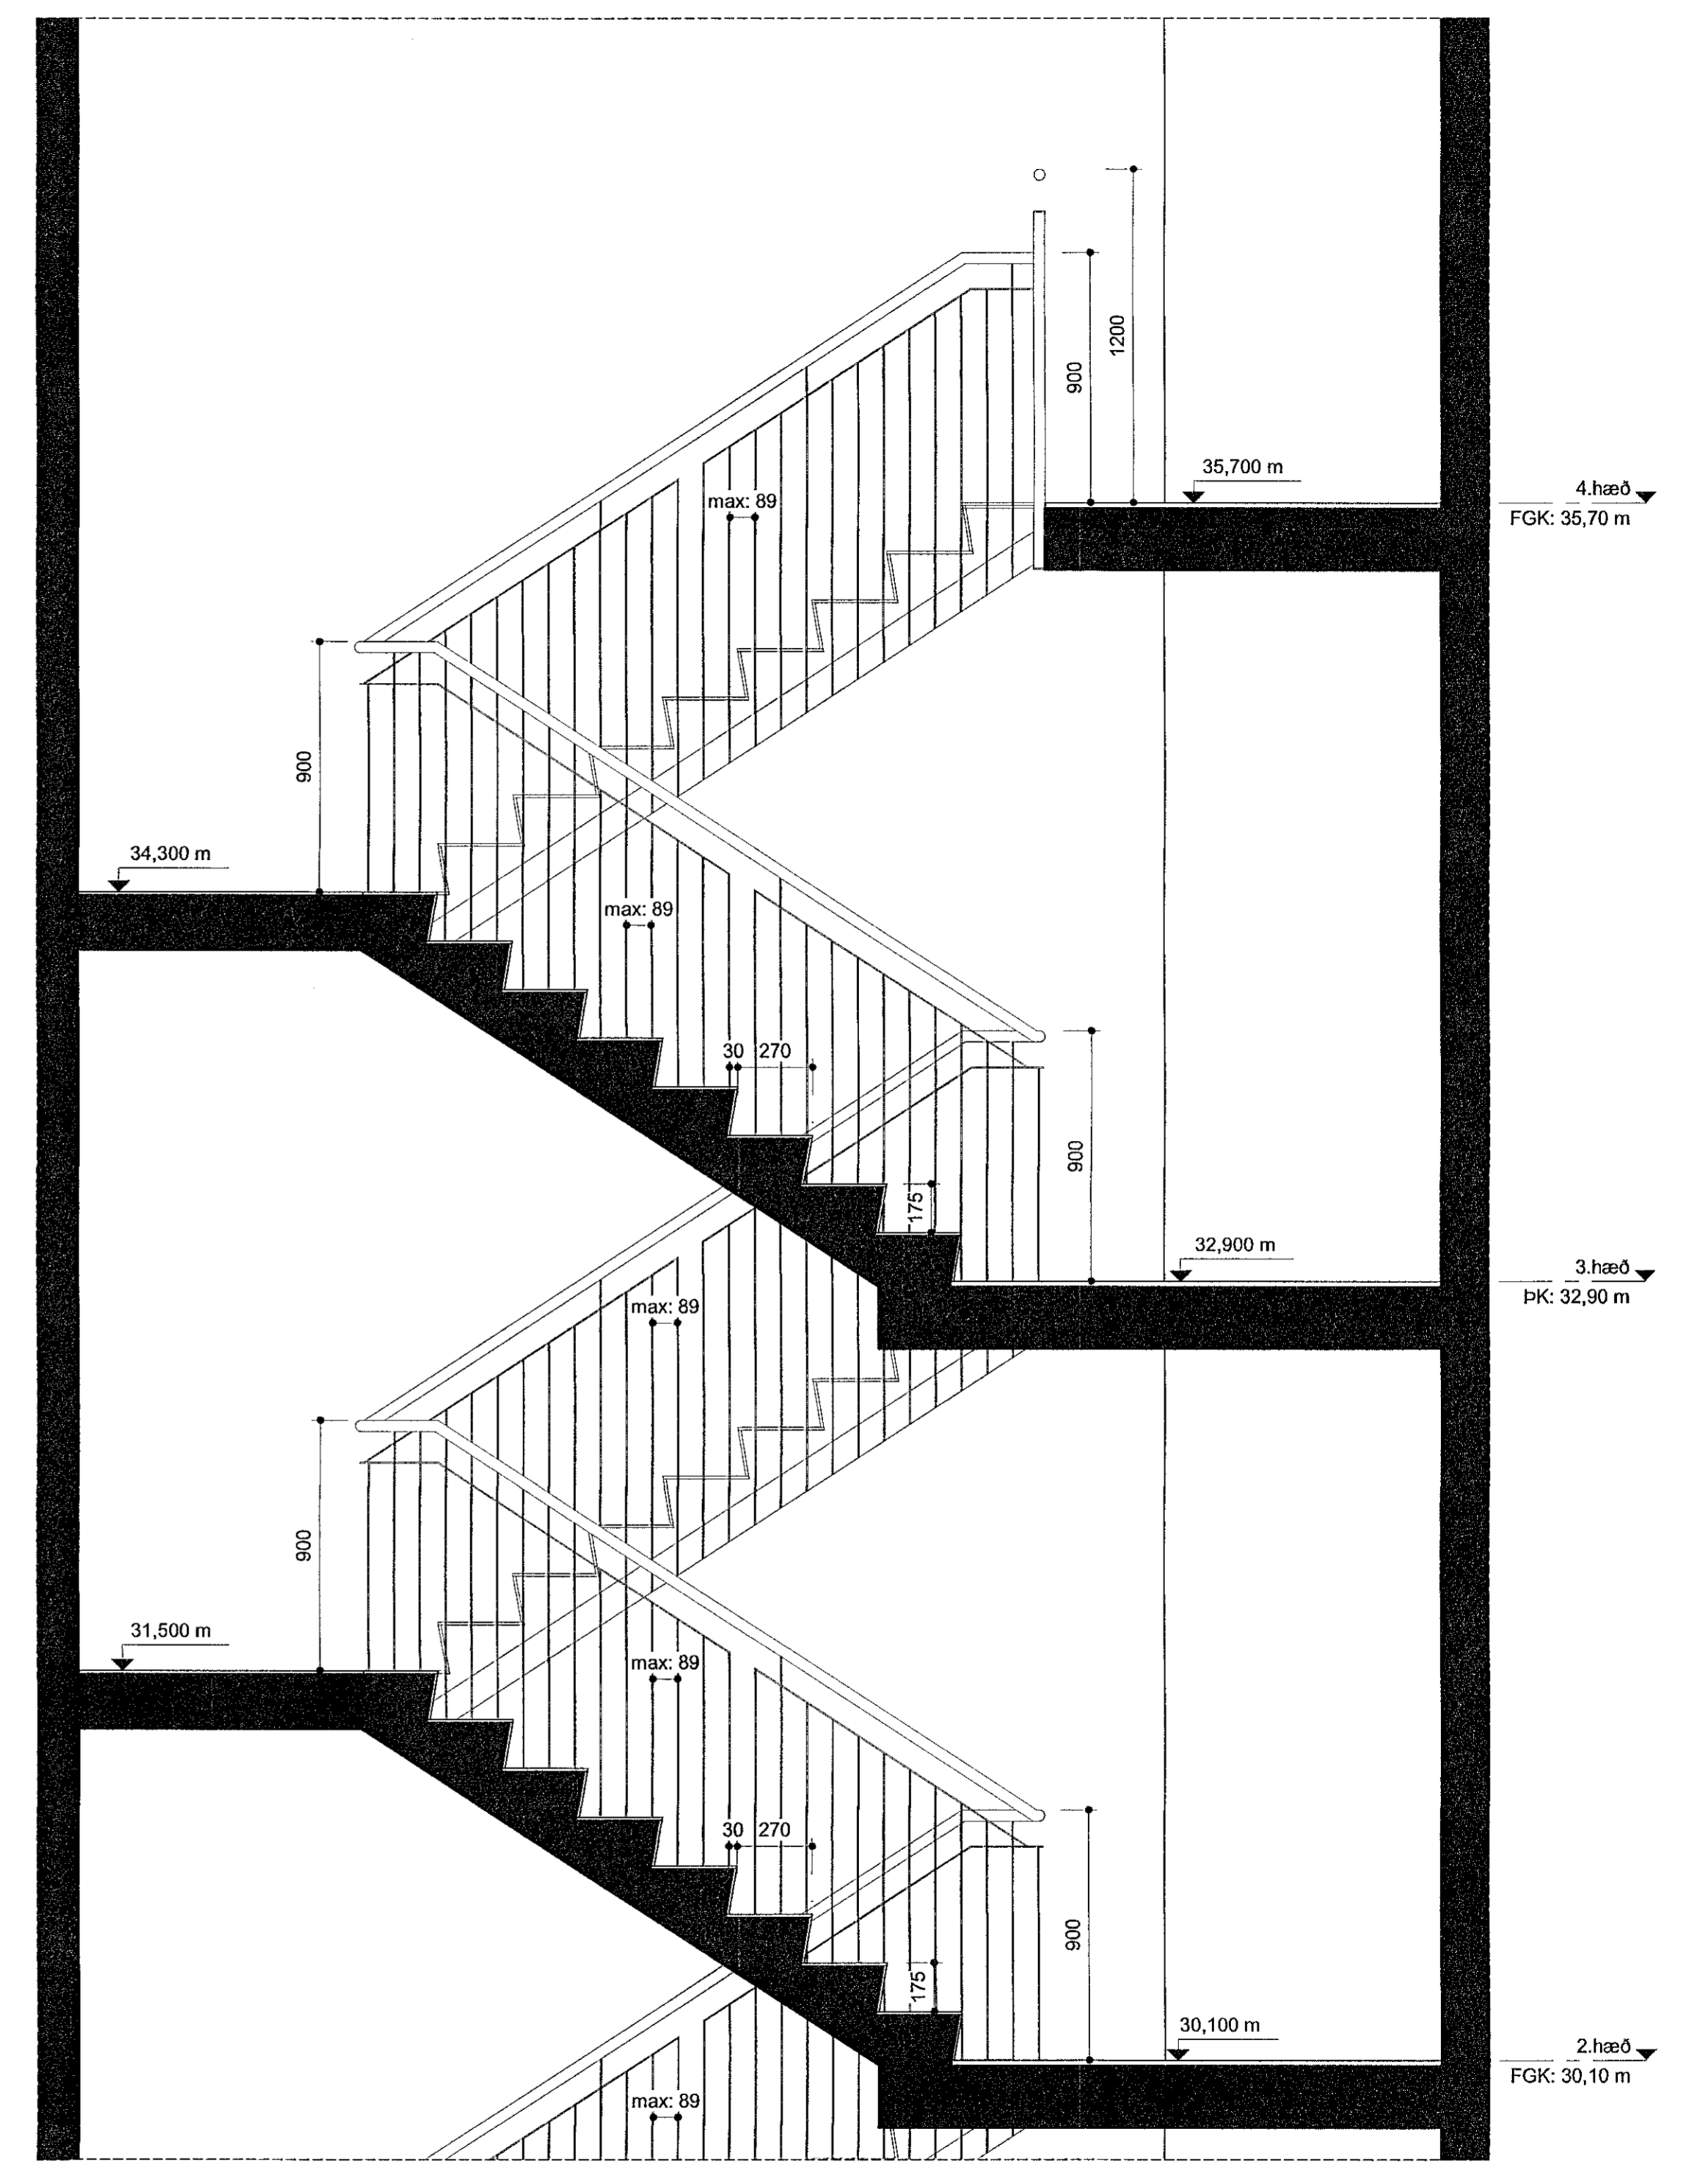 1200
900
35,700 m
4.hæð
FGK: 35,70 m
max: 89
900
34,300 m
max: 89
30 270
900
175
32,900 m
3.hæð
ÞK: 32,90 m
max: 89
900
31,500 m
max: 89
30 270
900
175
30,100 m
2.hæð
FGK: 30,10 m
max: 89